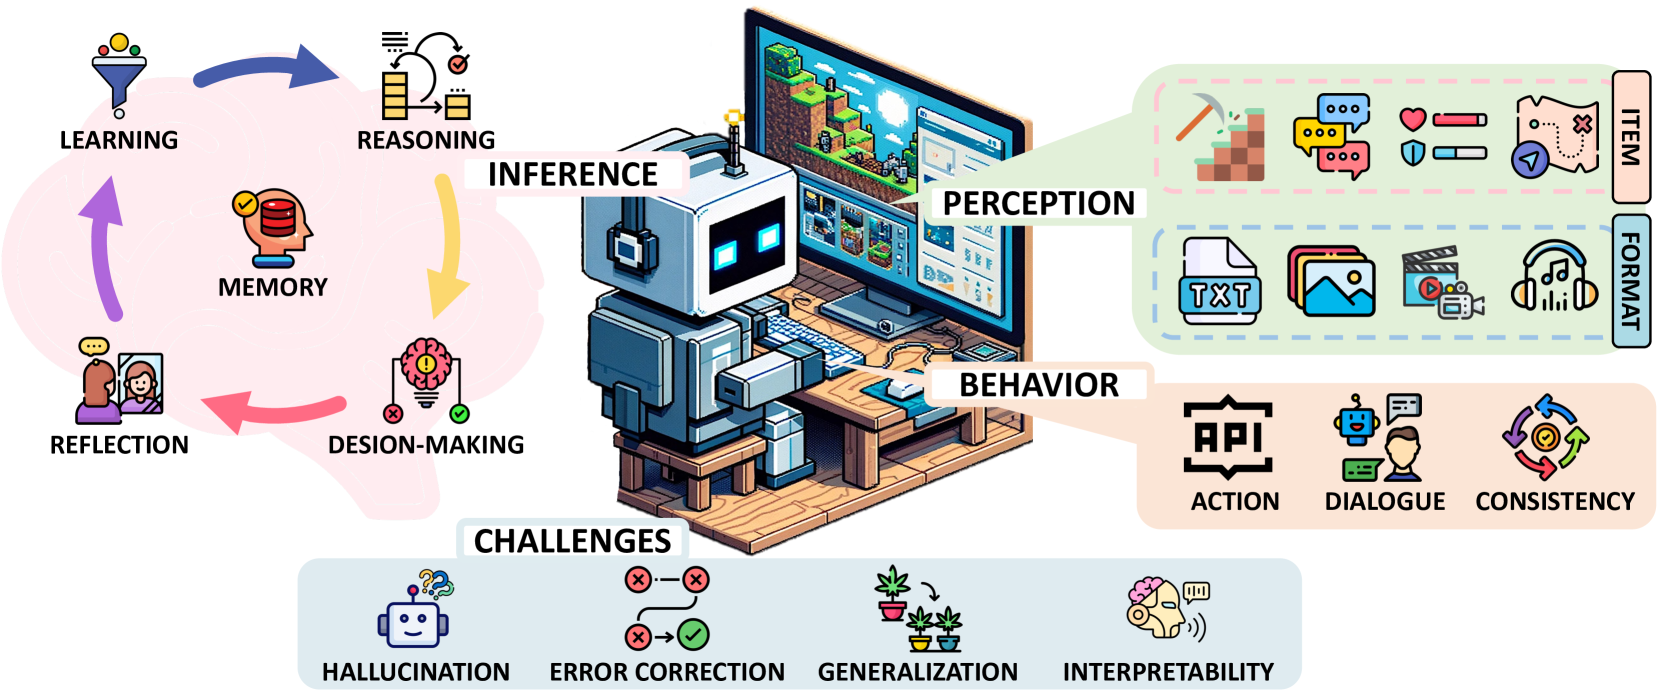 LEARNING
REASONING
MEMORY
REFLECTION
DESION-MAKING
INFERENCE
PERCEPTION
ITEM
TXT
FORMAT
BEHAVIOR
API
ACTION
DIALOGUE
CONSISTENCY
CHALLENGES
HALLUCINATION
ERROR CORRECTION
GENERALIZATION
INTERPRETABILITY